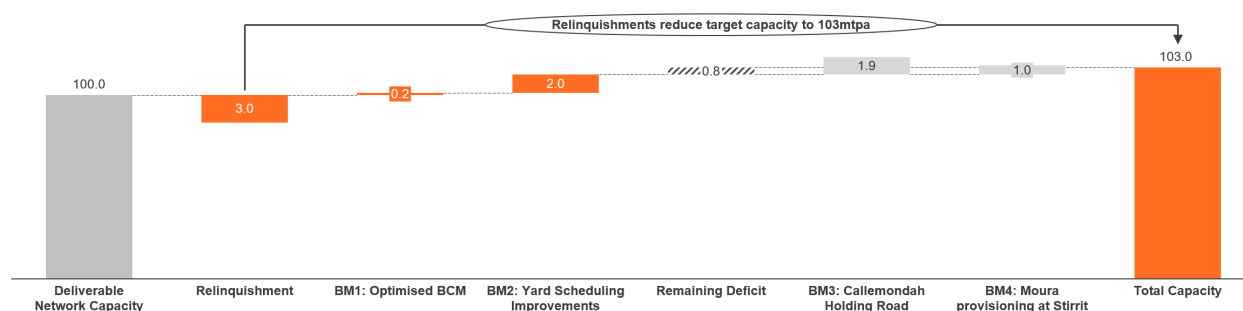 Relinquishments reduce target capacity to 103mtpa
100.0
3.0
0.2
2.0
0.8
1.9
1.0
103.0
Deliverable
Network Capacity
Relinquishment
BM1: Optimised BCM
BM2: Yard Scheduling
Improvements
Remaining Deficit
BM3: Callemondah
Holding Road
BM4: Moura
provisioning at Stirrit
Total Capacity